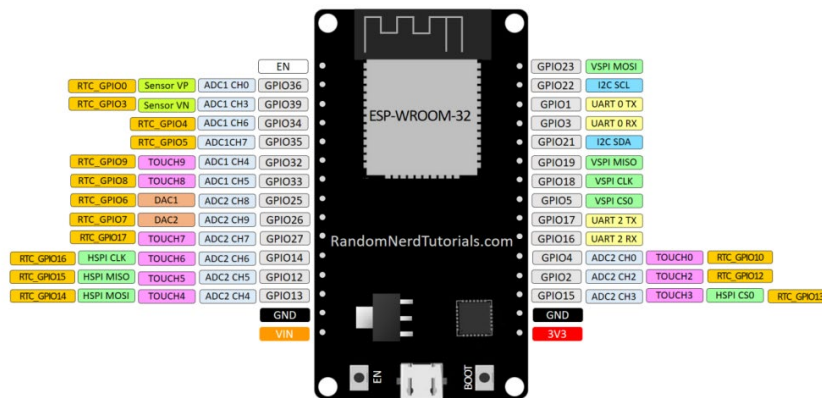 EN
RTC_GPIO0 Sensor VP ADC1 CH0 GPIO36
RTC_GPIO3 Sensor VN ADC1 CH3 GPIO39
RTC_GPIO4 ADC1 CH6 GPIO34
RTC_GPIO5 ADC1CH7 GPIO35
RTC_GPIO9 TOUCH9 ADC1 CH4 GPIO32
RTC_GPIO8 TOUCH8 ADC1 CH5 GPIO33
RTC_GPIO6 DAC1 ADC2 CH8 GPIO25
RTC_GPIO7 DAC2 ADC2 CH9 GPIO26
RTC_GPIO17 TOUCH7 ADC2 CH7 GPIO27
RTC_GPIO16 HSPI CLK TOUCH6 ADC2 CH6 GPIO14
RTC_GPIO15 HSPI MISO TOUCH5 ADC2 CH5 GPIO12
RTC_GPIO14 HSPI MOSI TOUCH4 ADC2 CH4 GPIO13
GND
VIN
ESP-WROOM-32
RandomNerdTutorials.com
EN
BOOT
GPIO23 VSPI MOSI
GPIO22 I2C SCL
GPIO1 UART 0 TX
GPIO3 UART 0 RX
GPIO21 I2C SDA
GPIO19 VSPI MISO
GPIO18 VSPI CLK
GPIO5 VSPI CS0
GPIO17 UART 2 TX
GPIO16 UART 2 RX
GPIO4 ADC2 CH0 TOUCH0 RTC_GPIO10
GPIO2 ADC2 CH2 TOUCH2 RTC_GPIO12
GPIO15 ADC2 CH3 TOUCH3 HSPI CS0 RTC_GPIO13
GND
3V3